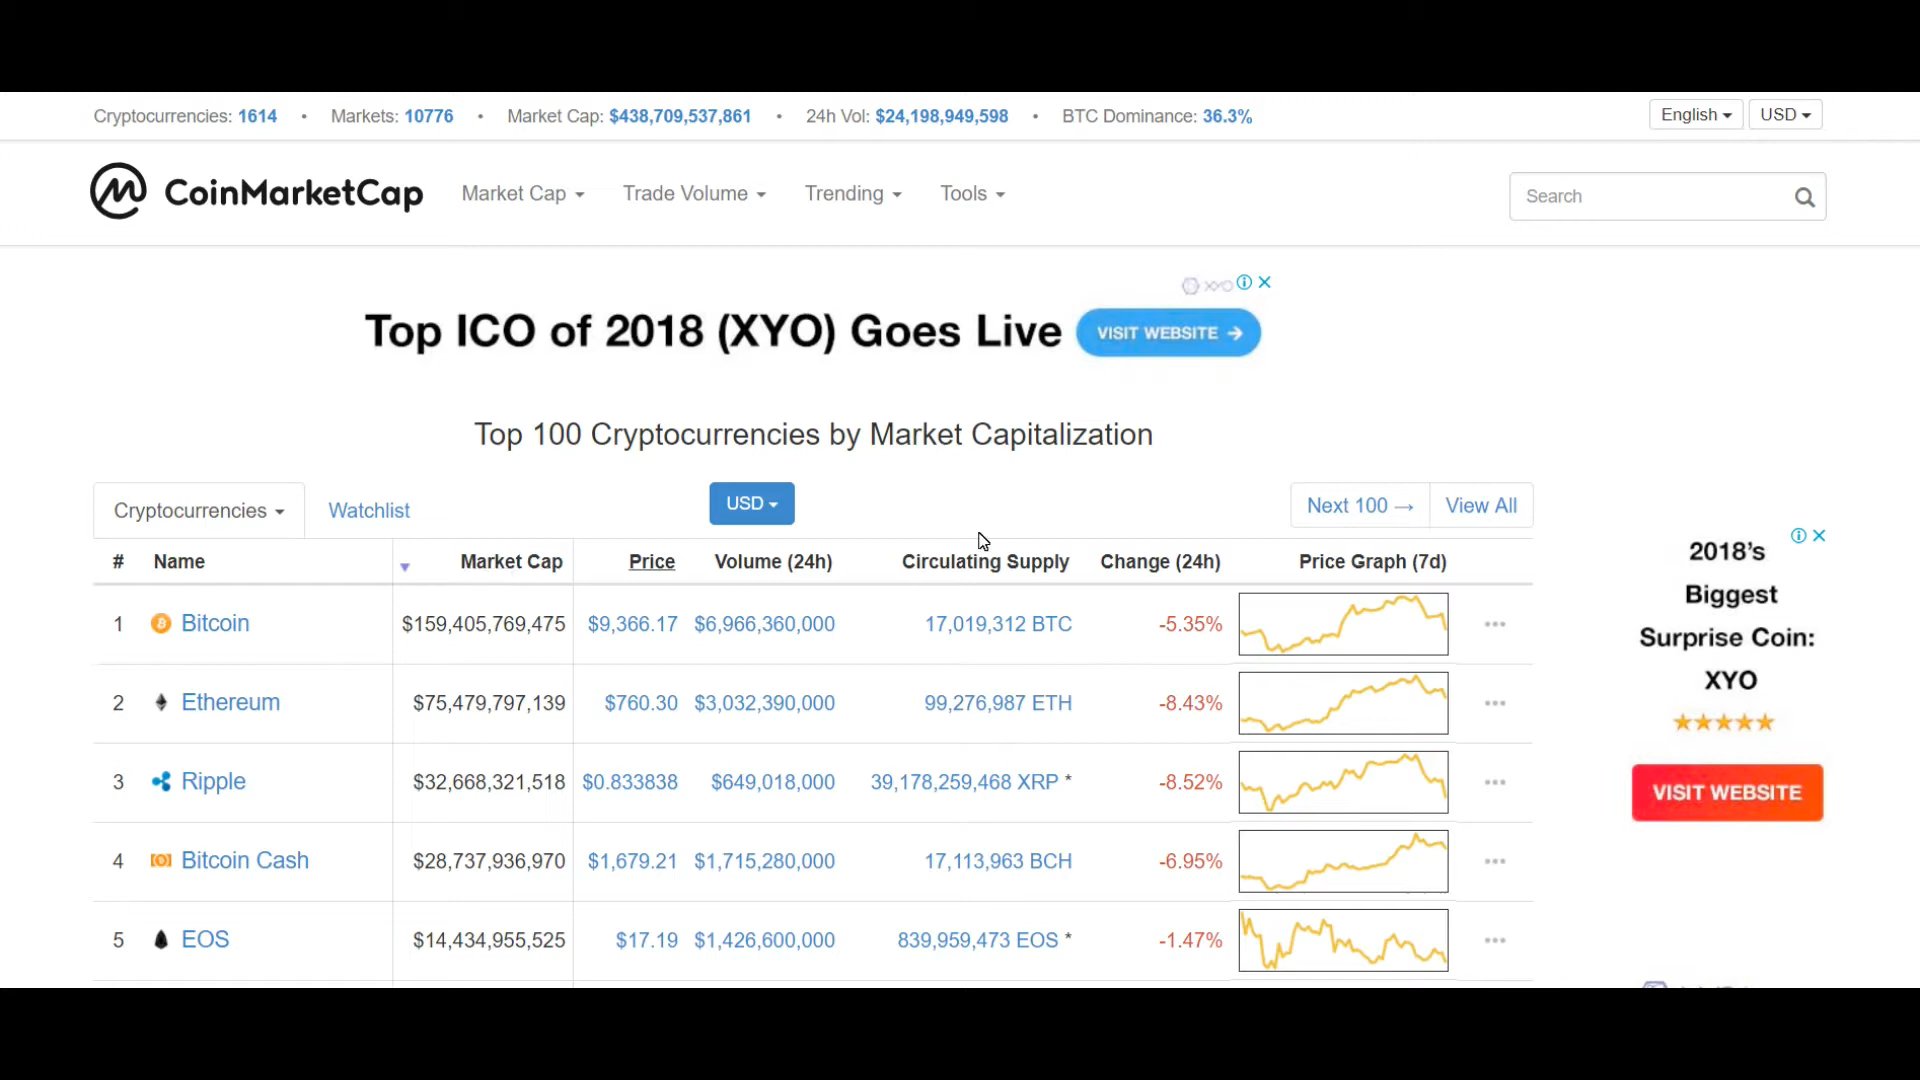 Cryptocurrencies: 1614 • Markets: 10776 • Market Cap: $438,709,537,861 • 24h Vol: $24,198,949,598 • BTC Dominance: 36.3% English USD
CoinMarketCap Market Cap Trade Volume Trending Tools Search
XYO
Top ICO of 2018 (XYO) Goes Live VISIT WEBSITE →
Top 100 Cryptocurrencies by Market Capitalization
Cryptocurrencies Watchlist USD Next 100 → View All
# Name Market Cap Price Volume (24h) Circulating Supply Change (24h) Price Graph (7d)
1 Bitcoin $159,405,769,475 $9,366.17 $6,966,360,000 17,019,312 BTC -5.35%
2 Ethereum $75,479,797,139 $760.30 $3,032,390,000 99,276,987 ETH -8.43%
3 Ripple $32,668,321,518 $0.833838 $649,018,000 39,178,259,468 XRP * -8.52%
4 Bitcoin Cash $28,737,936,970 $1,679.21 $1,715,280,000 17,113,963 BCH -6.95%
5 EOS $14,434,955,525 $17.19 $1,426,600,000 839,959,473 EOS * -1.47%
2018's
Biggest
Surprise Coin:
XYO
VISIT WEBSITE